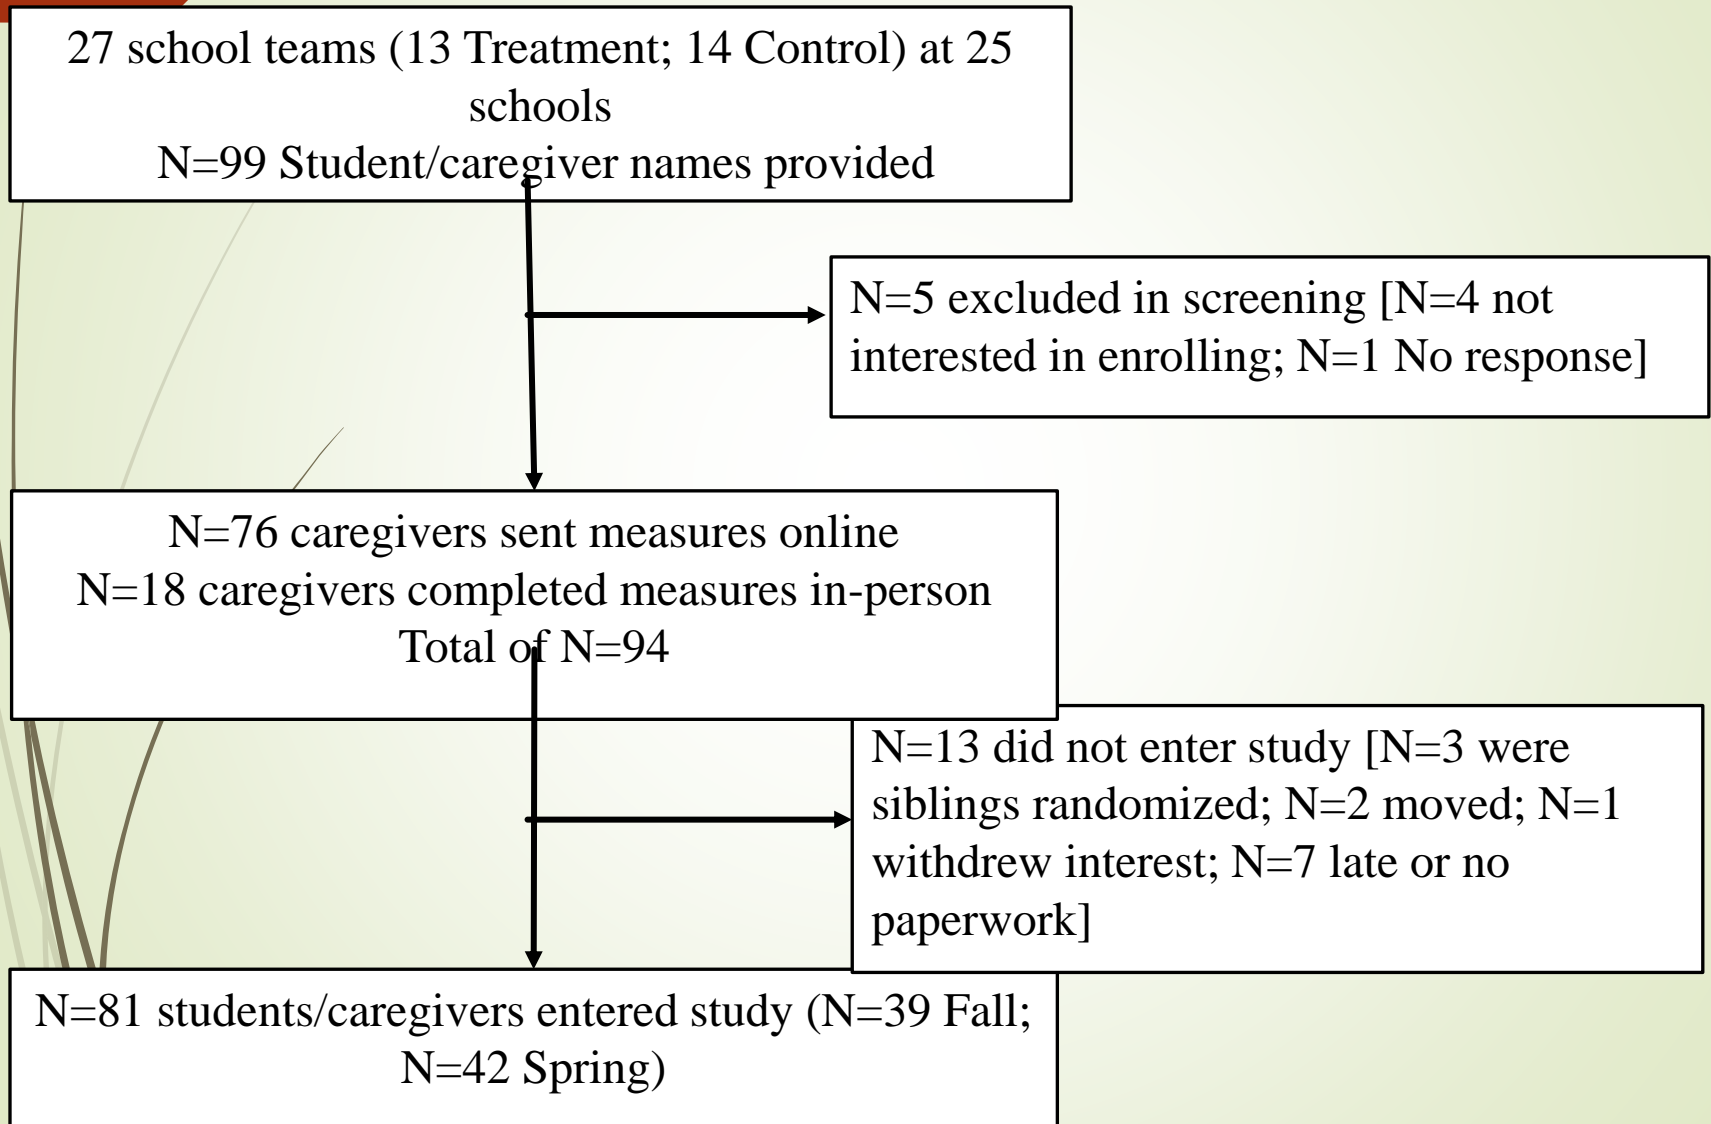 27 school teams (13 Treatment; 14 Control) at 25
schools
N=99 Student/caregiver names provided
N=5 excluded in screening [N=4 not
interested in enrolling; N=1 No response]
N=76 caregivers sent measures online
N=18 caregivers completed measures in-person
Total of N=94
N=13 did not enter study [N=3 were
siblings randomized; N=2 moved; N=1
withdrew interest; N=7 late or no
paperwork]
N=81 students/caregivers entered study (N=39 Fall;
N=42 Spring)